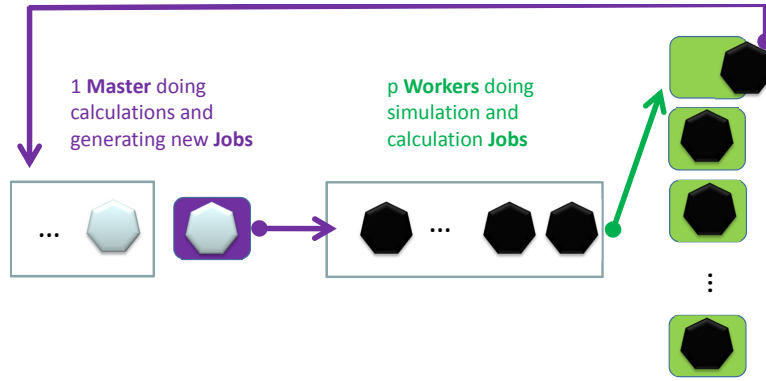 1 Master doing
calculations and
generating new Jobs
p Workers doing
simulation and
calculation Jobs
...
...
⋮